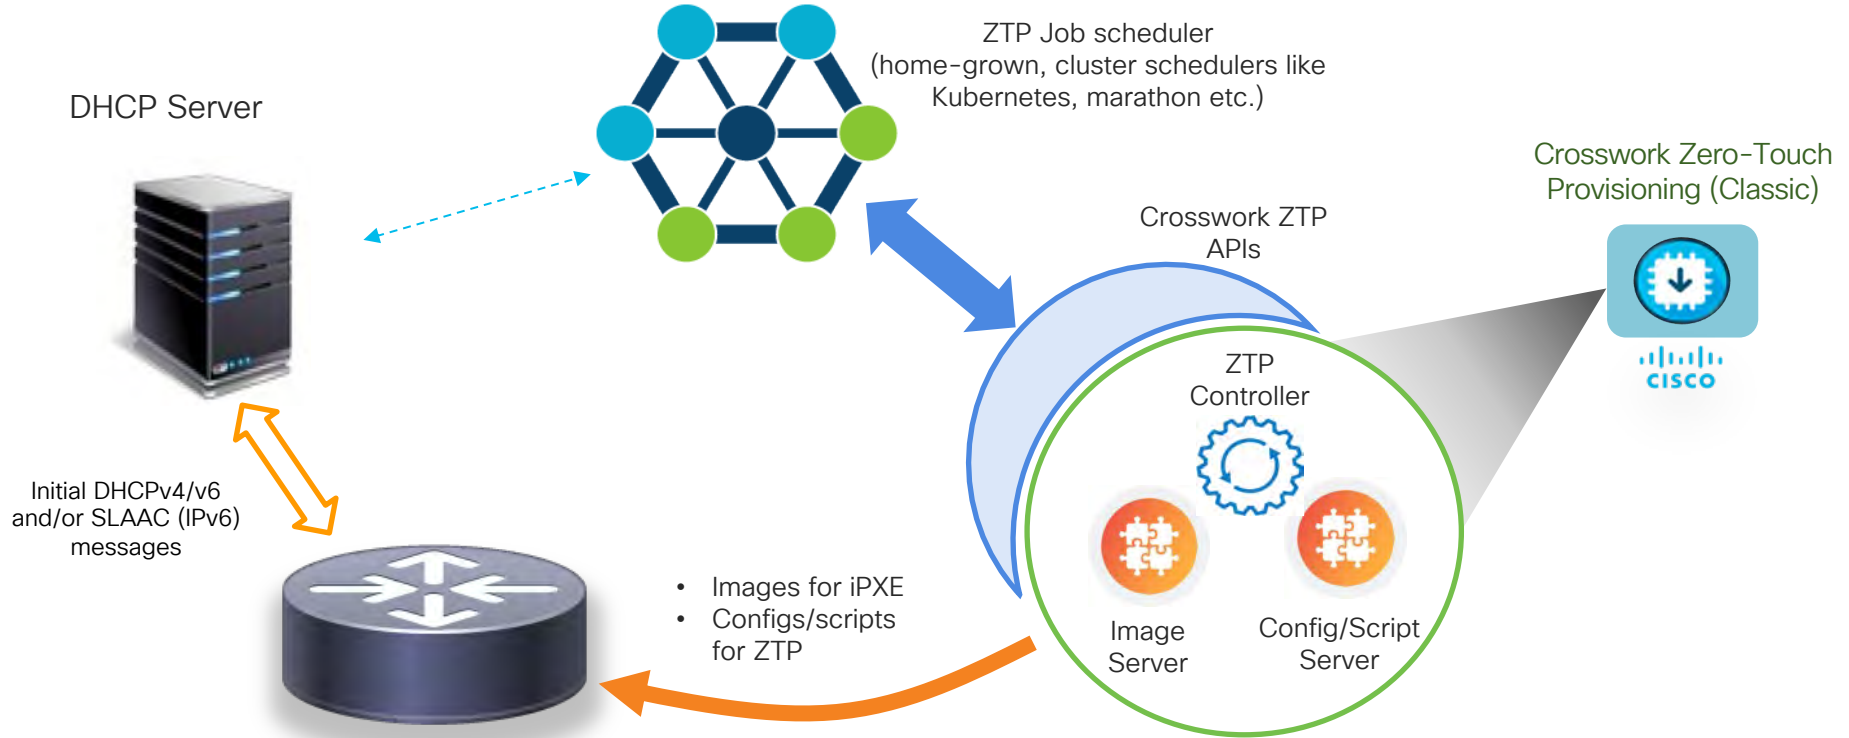 ZTP Job scheduler
(home-grown, cluster schedulers like
Kubernetes, marathon etc.)
DHCP Server
Crosswork Zero-Touch
Provisioning (Classic)
Crosswork ZTP
APIs
CISCO
ZTP
Controller
Initial DHCPv4/v6
and/or SLAAC (IPv6)
messages
• Images for iPXE
• Configs/scripts
for ZTP
Image
Server
Config/Script
Server